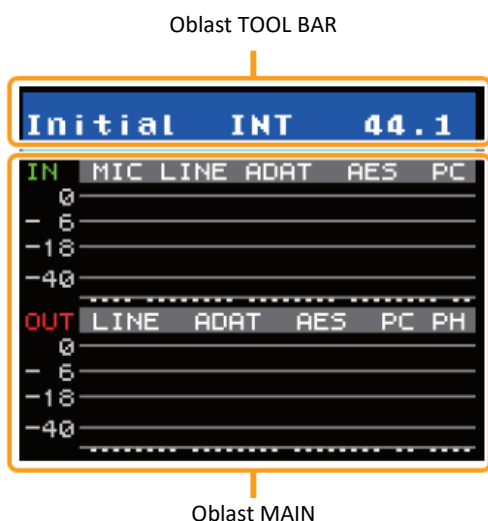 Oblast TOOL BAR
Initial INT 44.1
IN MIC LINE ADAT AES PC
0
- 6
-18
-40
OUT LINE ADAT AES PC PH
0
- 6
-18
-40
Oblast MAIN